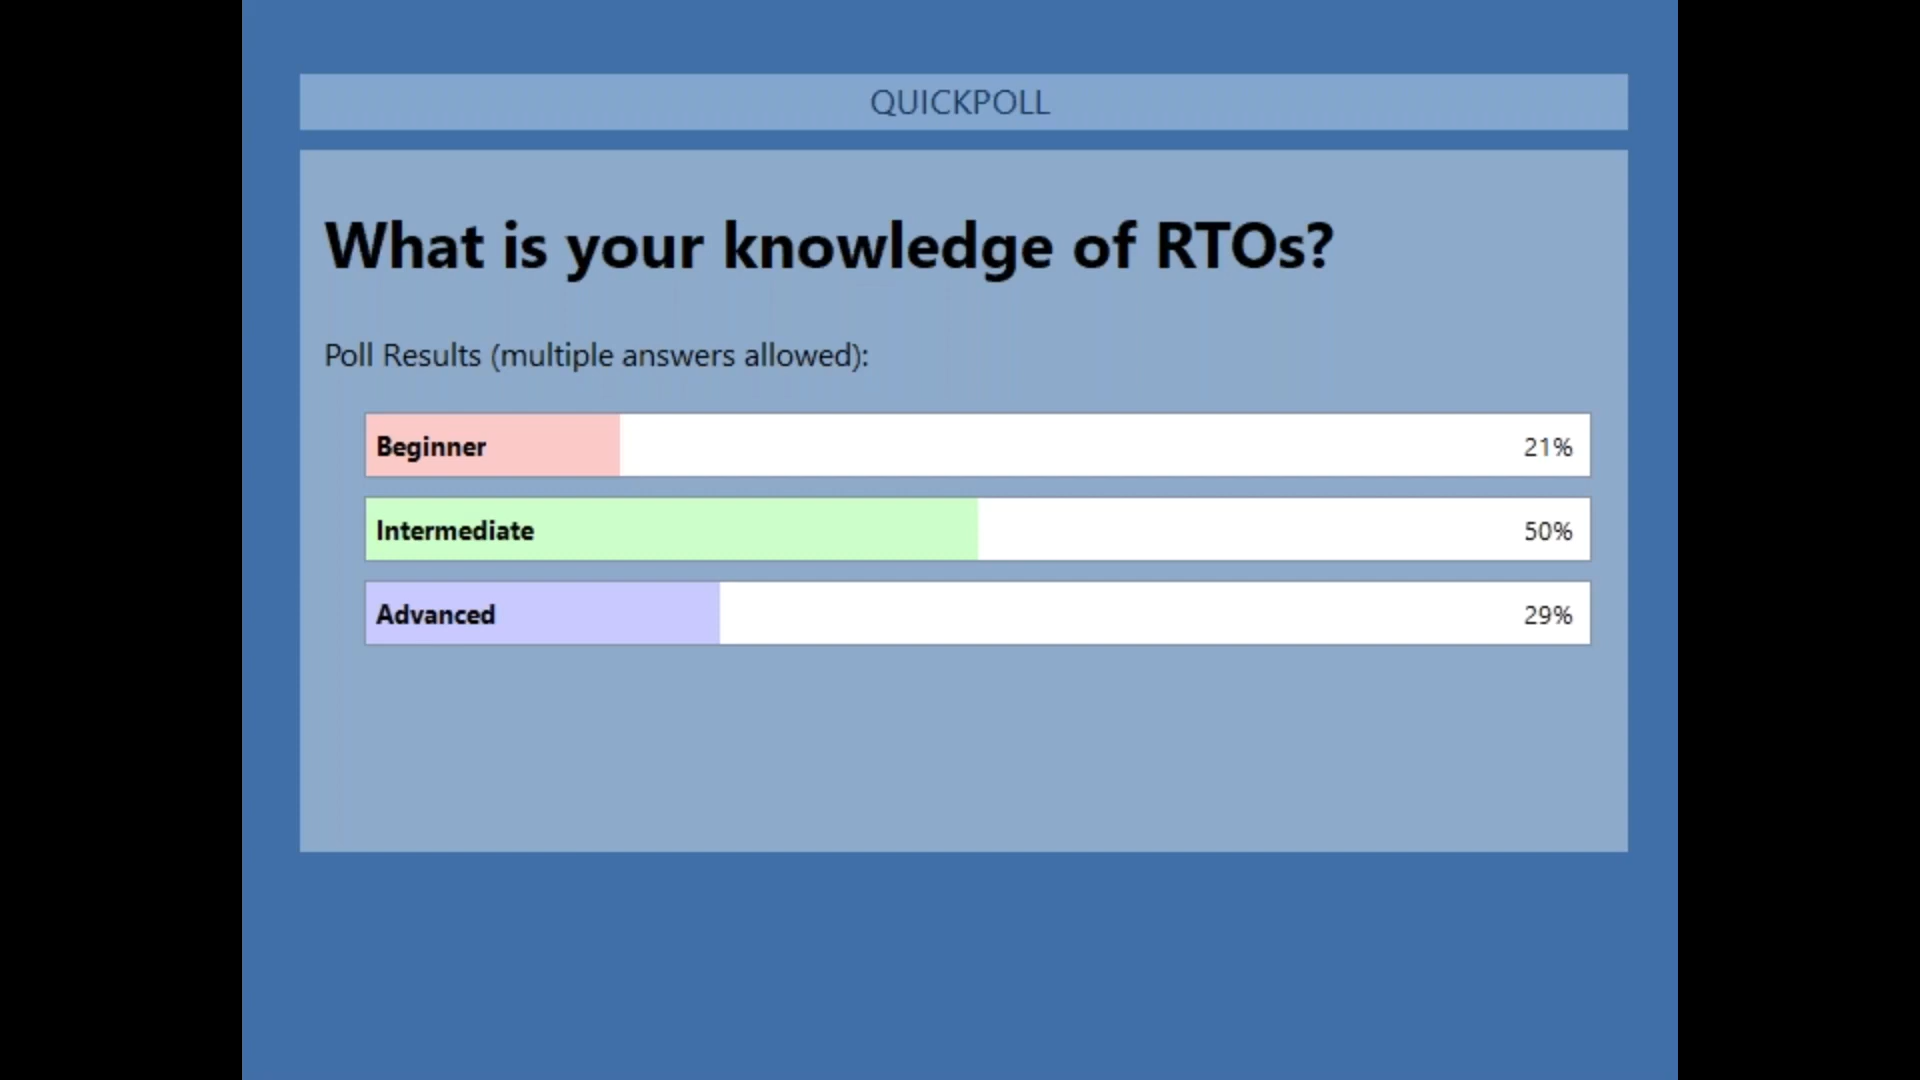 QUICKPOLL
What is your knowledge of RTOs?
Poll Results (multiple answers allowed):
Beginner 21%
Intermediate 50%
Advanced 29%